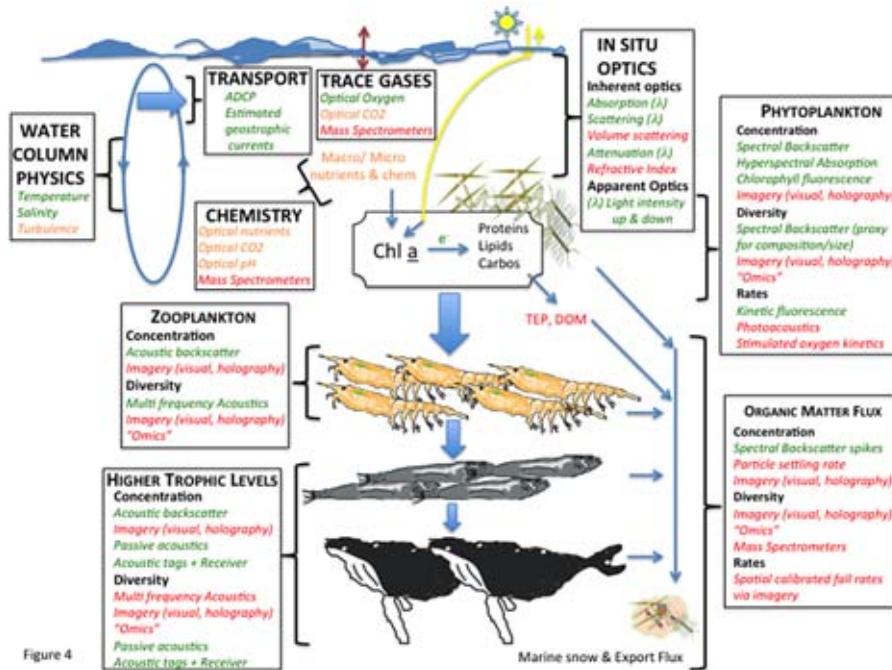 TRANSPORT
ADCP
Estimated
geostrophic
currents
TRACE GASES
Optical Oxygen
Optical CO2
Mass Spectrometers
IN SITU
OPTICS
Inherent optics
Absorption (λ)
Scattering (λ)
Volume scattering
Attenuation (λ)
Refractive Index
Apparent Optics
(λ) Light intensity
up & down
WATER
COLUMN
PHYSICS
Temperature
Salinity
Turbulence
Macro/ Micro
nutrients & chem
CHEMISTRY
Optical nutrients
Optical CO2
Optical pH
Mass Spectrometers
Chl a
e-
Proteins
Lipids
Carbos
TEP, DOM
PHYTOPLANKTON
Concentration
Spectral Backscatter
Hyperspectral Absorption
Chlorophyll fluorescence
Imagery (visual, holography)
Diversity
Spectral Backscatter (proxy
for composition/size)
Imagery (visual, holography)
"Omics"
Rates
Kinetic fluorescence
Photoacoustics
Stimulated oxygen kinetics
ZOOPLANKTON
Concentration
Acoustic backscatter
Imagery (visual, holography)
Diversity
Multi frequency Acoustics
Imagery (visual, holography)
"Omics"
HIGHER TROPHIC LEVELS
Concentration
Acoustic backscatter
Imagery (visual, holography)
Passive acoustics
Acoustic tags + Receiver
Diversity
Multi frequency Acoustics
Imagery (visual, holography)
"Omics"
Passive acoustics
Acoustic tags + Receiver
ORGANIC MATTER FLUX
Concentration
Spectral Backscatter spikes
Particle settling rate
Imagery (visual, holography)
Diversity
Imagery (visual, holography)
"Omics"
Mass Spectrometers
Rates
Spatial calibrated fall rates
via imagery
Marine snow & Export Flux
Figure 4